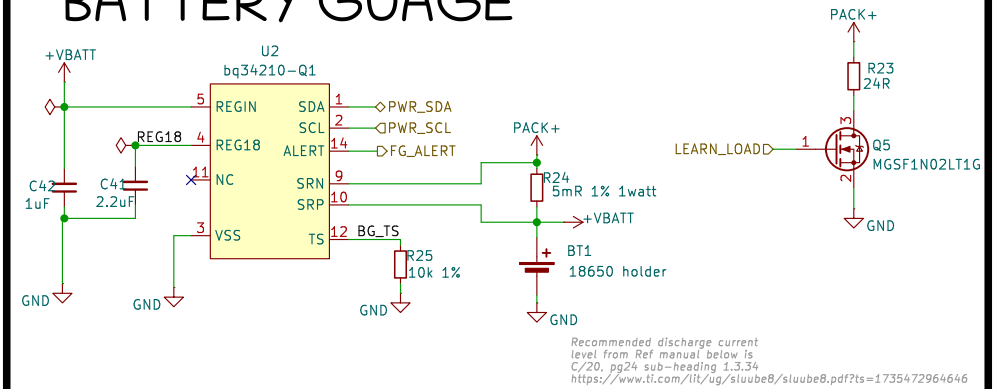 BATTERY GUAGE
PACK+
+VBATT
U2
bq34210-Q1
R23
24R
5 REGIN
SDA 1
PWR_SDA
SCL 2
PWR_SCL
PACK+
3
REG18
4 REG18
ALERT 14
FG_ALERT
LEARN_LOAD
1
Q5
MGSF1N02LT1G
11 NC
SRN 9
R24
5mR 1% 1watt
2
C42
1uF
C41
2.2uF
SRP 10
+VBATT
GND
3 VSS
TS 12
BG_TS
R25
10k 1%
BT1
+
18650 holder
GND
GND
GND
GND
Recommended discharge current
level from Ref manual below is
C/20, pg24 sub-heading 1.3.34
https://www.ti.com/lit/ug/sluube8/sluube8.pdf?ts=1735472964646